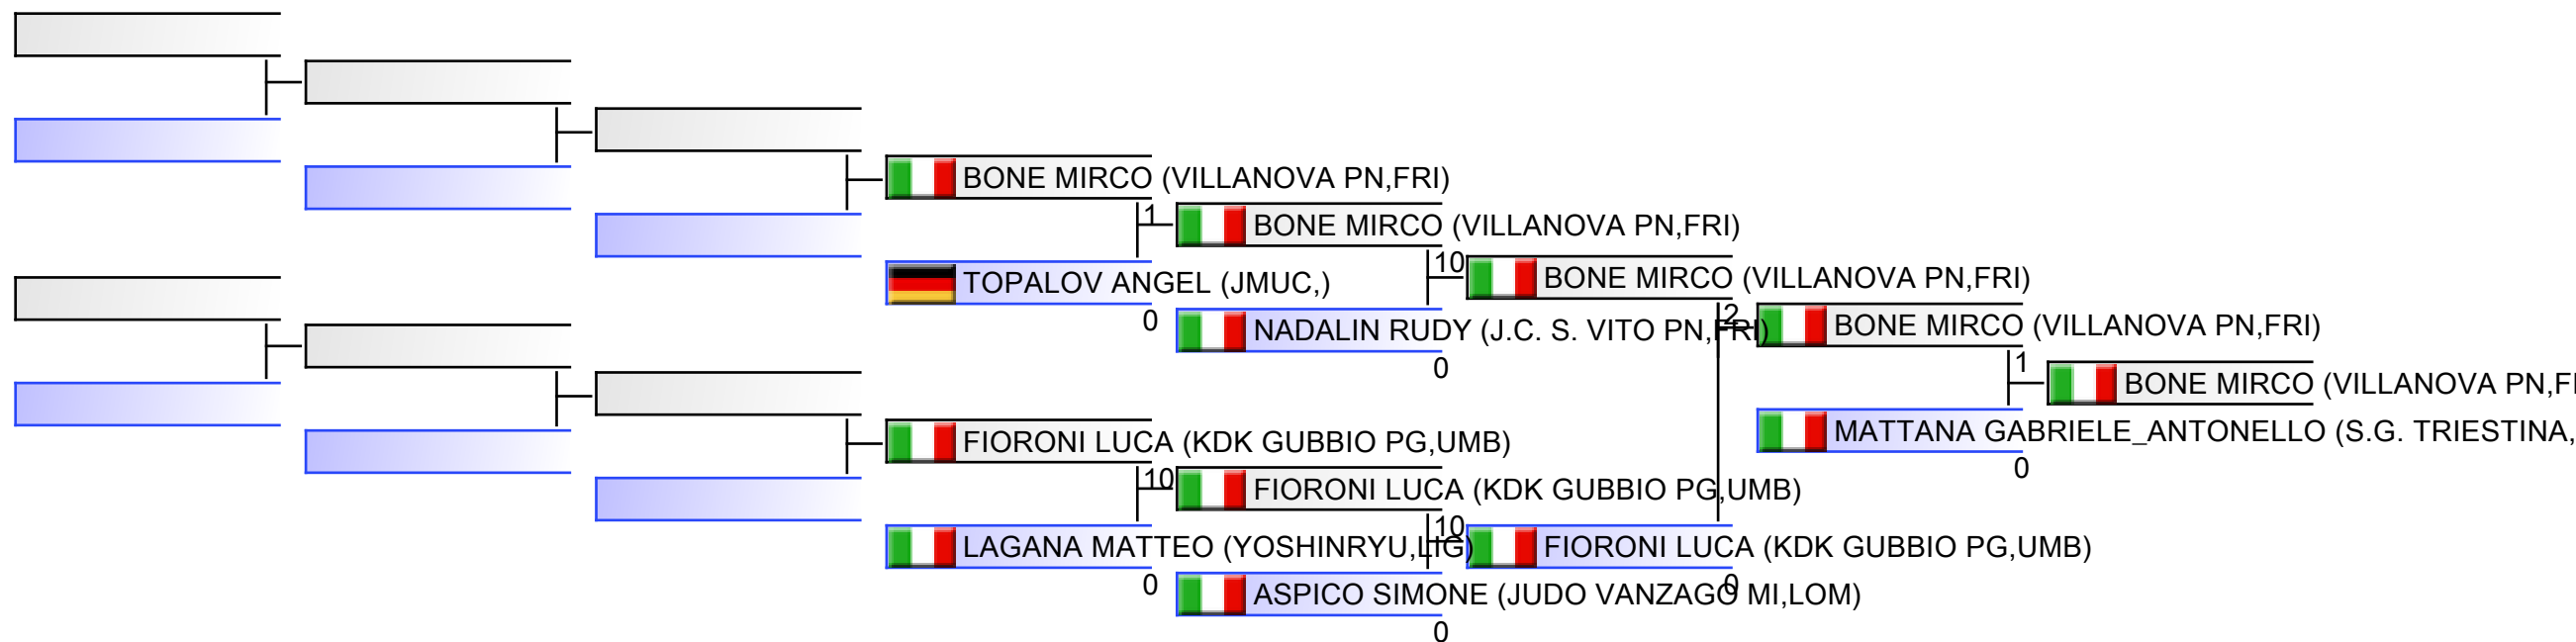 BONE MIRCO (VILLANOVA PN,FRI)
1
BONE MIRCO (VILLANOVA PN,FRI)
TOPALOV ANGEL (JMUC,)
0
10
BONE MIRCO (VILLANOVA PN,FRI)
NADALIN RUDY (J.C. S. VITO PN,FRI)
0
2
BONE MIRCO (VILLANOVA PN,FRI)
1
BONE MIRCO (VILLANOVA PN,
MATTANA GABRIELE_ANTONELLO (S.G. TRIESTINA,
0
FIORONI LUCA (KDK GUBBIO PG,UMB)
10
FIORONI LUCA (KDK GUBBIO PG,UMB)
LAGANA MATTEO (YOSHINRYU,LIG)
0
10
FIORONI LUCA (KDK GUBBIO PG,UMB)
0
ASPICO SIMONE (JUDO VANZAGO MI,LOM)
0